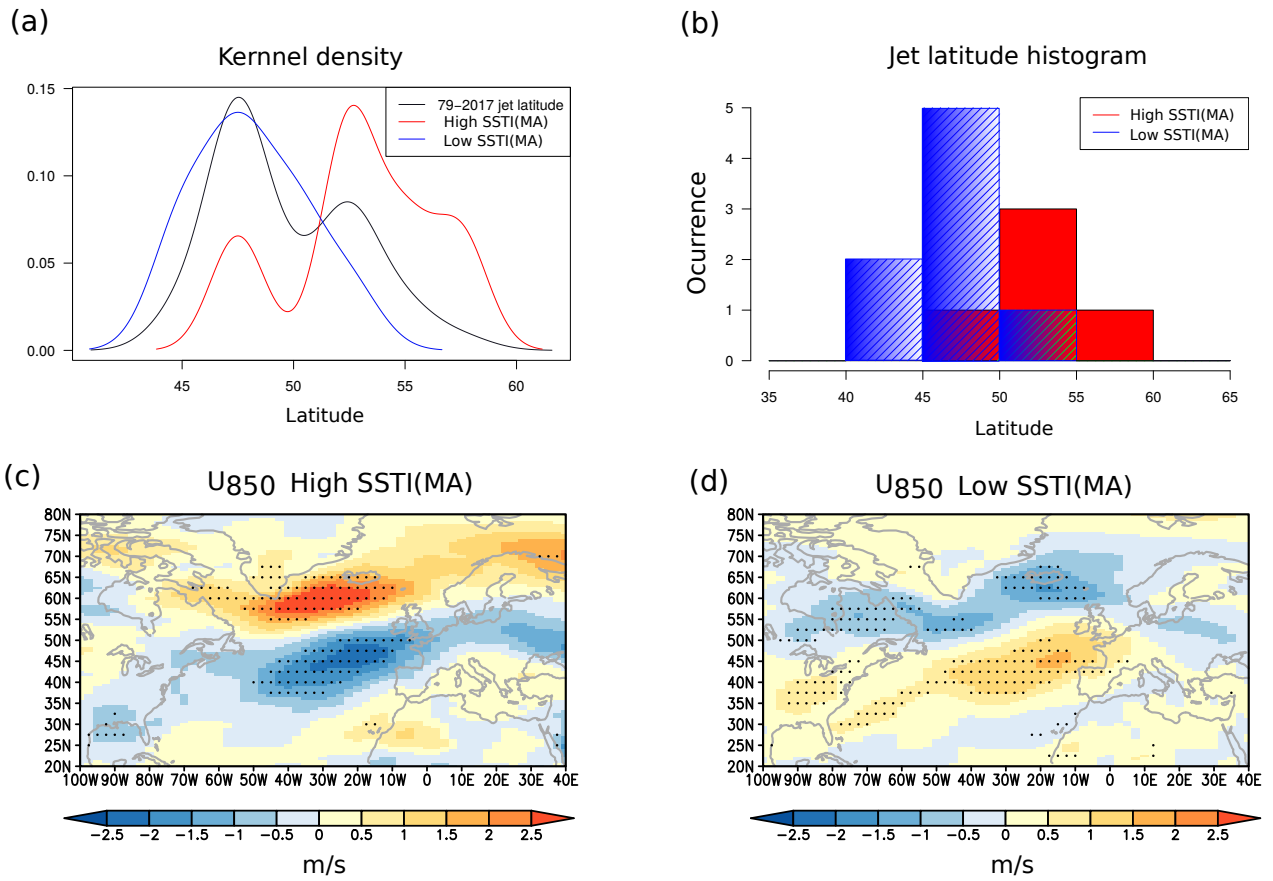 (a)
Kernnel density
0.15
0.10
0.05
0.00
79−2017 jet latitude
High SSTI(MA)
Low SSTI(MA)
45 50 55 60
Latitude
(b)
Jet latitude histogram
Ocurrence
5
4
3
2
1
0
High SSTI(MA)
Low SSTI(MA)
35 40 45 50 55 60 65
Latitude
(c)
U850 High SSTI(MA)
80N
75N
70N
65N
60N
55N
50N
45N
40N
35N
30N
25N
20N
100W 90W 80W 70W 60W 50W 40W 30W 20W 10W 0 10E 20E 30E 40E
−2.5 −2 −1.5 −1 −0.5 0 0.5 1 1.5 2 2.5
m/s
(d)
U850 Low SSTI(MA)
80N
75N
70N
65N
60N
55N
50N
45N
40N
35N
30N
25N
20N
100W 90W 80W 70W 60W 50W 40W 30W 20W 10W 0 10E 20E 30E 40E
−2.5 −2 −1.5 −1 −0.5 0 0.5 1 1.5 2 2.5
m/s